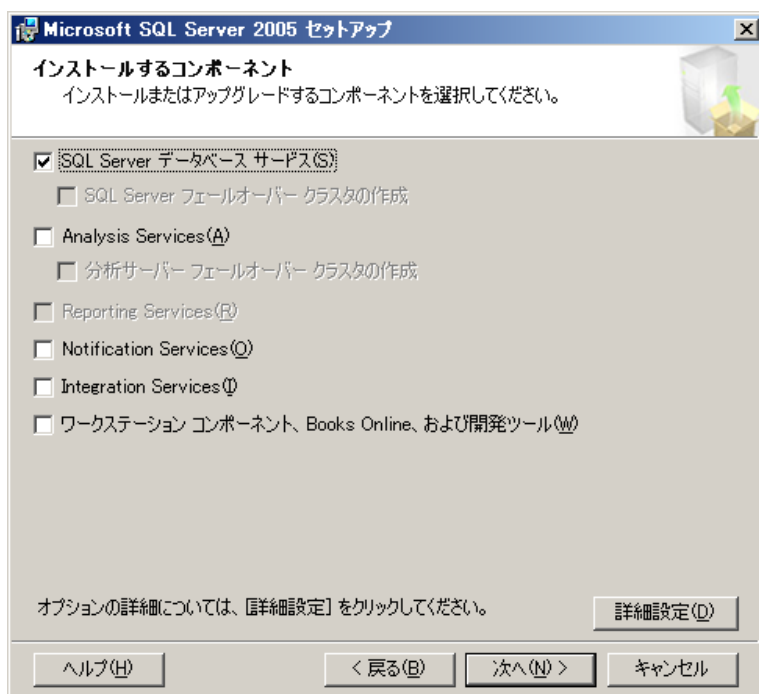 Microsoft SQL Server 2005 セットアップ
インストールするコンポーネント
インストールまたはアップグレードするコンポーネントを選択してください。
SQL Server データベース サービス(S)
SQL Server フェールオーバー クラスタの作成
Analysis Services(A)
分析サーバー フェールオーバー クラスタの作成
Reporting Services(R)
Notification Services(O)
Integration Services(I)
ワークステーション コンポーネント、Books Online、および開発ツール(W)
オプションの詳細については、[詳細設定] をクリックしてください。
詳細設定(D)
ヘルプ(H)
< 戻る(B)
次へ(N) >
キャンセル